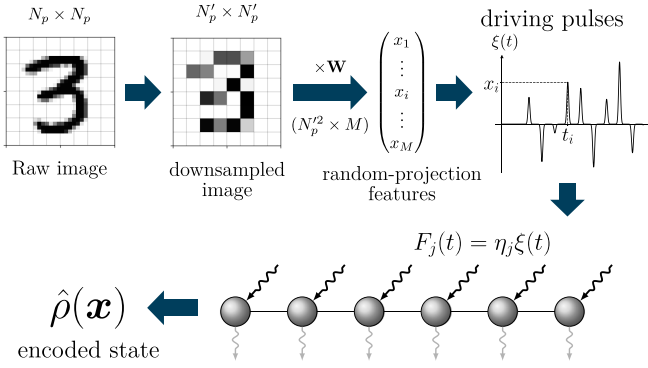 N_p × N_p
Raw image
N′_p × N′_p
downsampled
image
×W
(N′²_p × M)
x_1
⋮
x_i
⋮
x_M
random-projection
features
driving pulses
ξ(t)
x_i
t_i
F_j(t) = η_jξ(t)
ρ̂(x)
encoded state